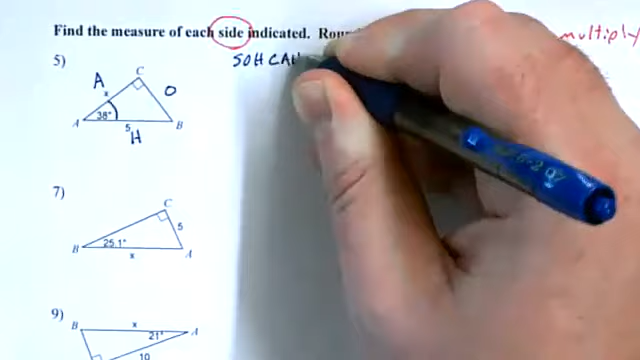 Find the measure of each side indicated. Roun
multiply
5)
SOH CAH
A
C
x
O
38°
A
5
B
H
7)
C
5
25.1°
B
A
x
9)
B
x
A
21°
10